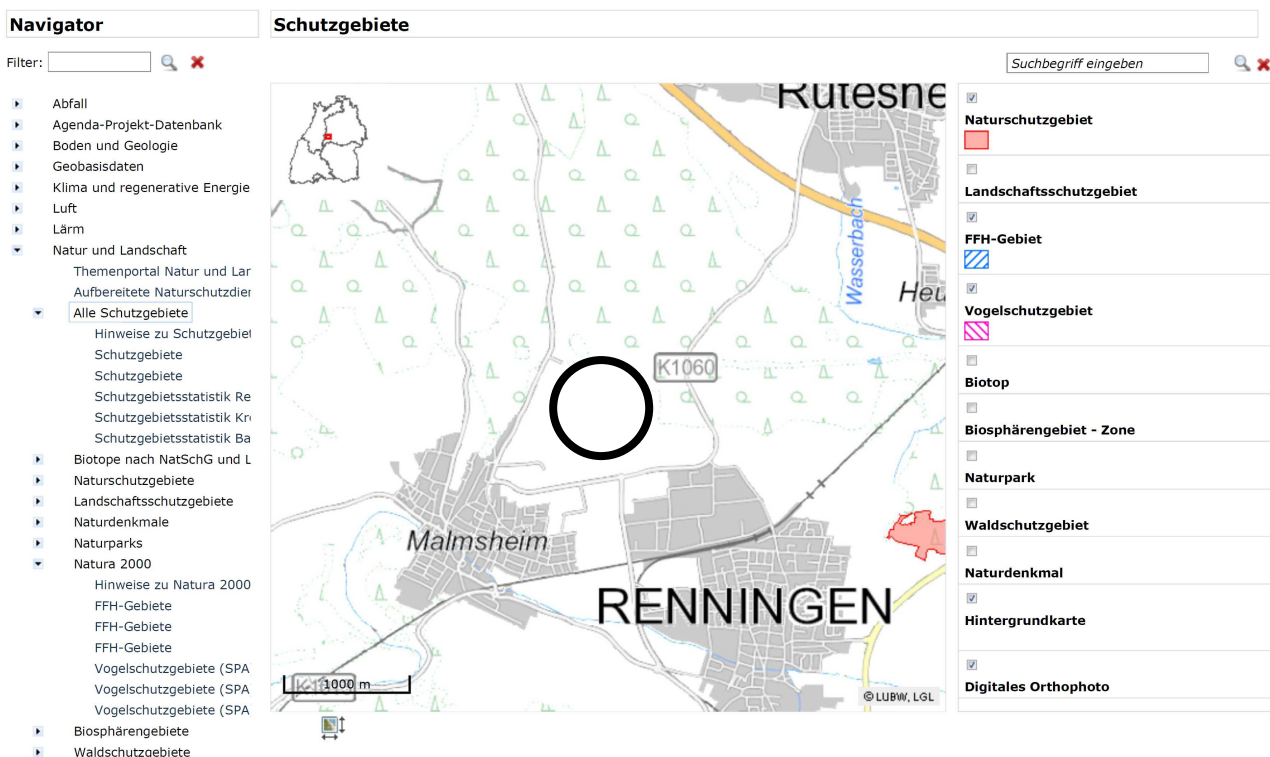 Navigator
Schutzgebiete
Filter:
Suchbegriff eingeben
Abfall
Agenda-Projekt-Datenbank
Boden und Geologie
Geobasisdaten
Klima und regenerative Energie
Luft
Lärm
Natur und Landschaft
Themenportal Natur und Lar
Aufbereitete Naturschutzdier
Alle Schutzgebiete
Hinweise zu Schutzgebiet
Schutzgebiete
Schutzgebiete
Schutzgebietsstatistik Re
Schutzgebietsstatistik Kr
Schutzgebietsstatistik Ba
Biotope nach NatSchG und L
Naturschutzgebiete
Landschaftsschutzgebiete
Naturdenkmale
Naturparks
Natura 2000
Hinweise zu Natura 2000
FFH-Gebiete
FFH-Gebiete
FFH-Gebiete
Vogelschutzgebiete (SPA
Vogelschutzgebiete (SPA
Vogelschutzgebiete (SPA
Biosphärengebiete
Waldschutzgebiete
Ruteshe
Wasserbach
Heu
K1060
Malmsheim
RENNINGEN
1000 m
© LUBW, LGL
Naturschutzgebiet
Landschaftsschutzgebiet
FFH-Gebiet
Vogelschutzgebiet
Biotop
Biosphärengebiet - Zone
Naturpark
Waldschutzgebiet
Naturdenkmal
Hintergrundkarte
Digitales Orthophoto